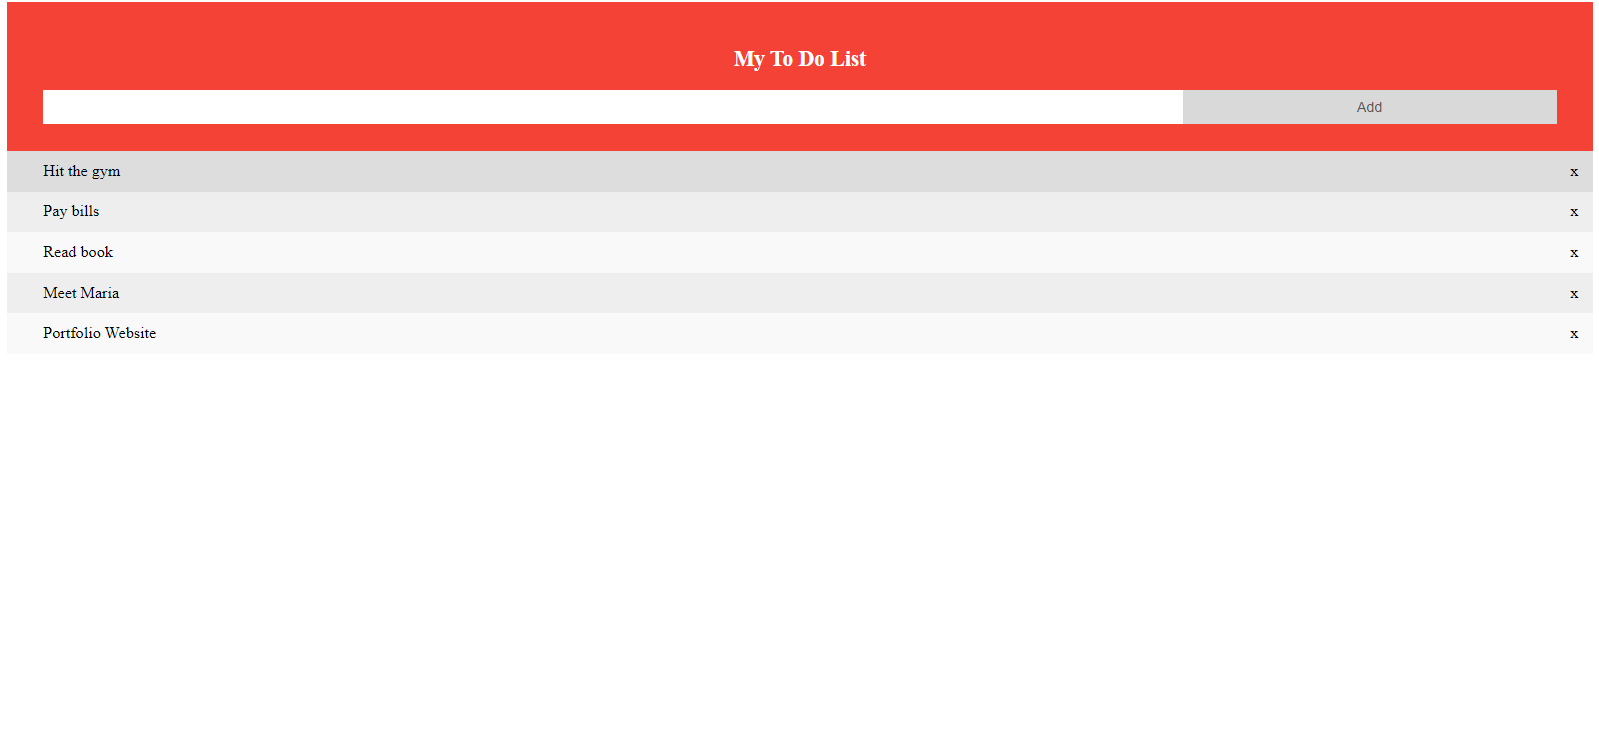 My To Do List
Add
Hit the gym x
Pay bills x
Read book x
Meet Maria x
Portfolio Website x